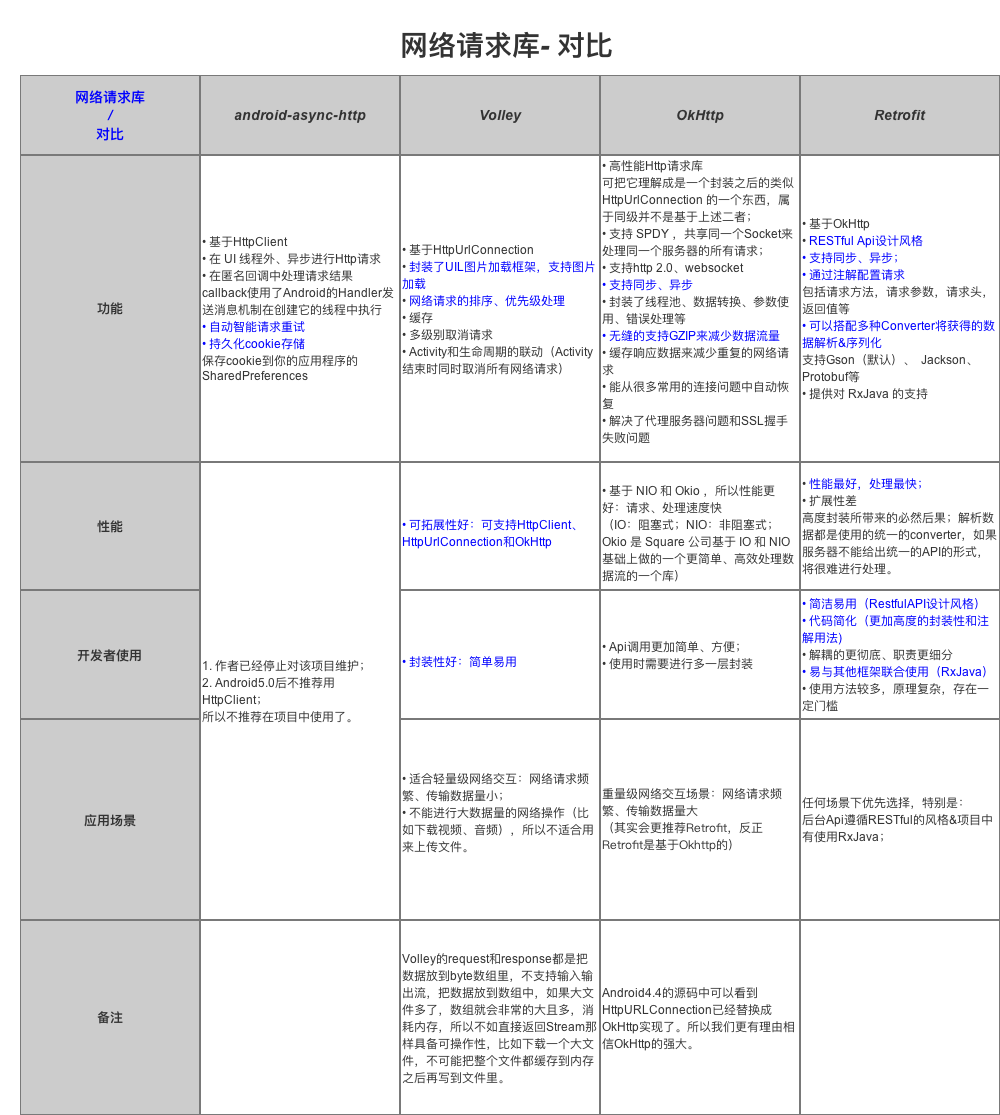 网络请求库- 对比
网络请求库
/
对比
android-async-http
Volley
OkHttp
Retrofit
功能
• 基于HttpClient
• 在 UI 线程外、异步进行Http请求
• 在匿名回调中处理请求结果
callback使用了Android的Handler发
送消息机制在创建它的线程中执行
• 自动智能请求重试
• 持久化cookie存储
保存cookie到你的应用程序的
SharedPreferences
• 基于HttpUrlConnection
• 封装了UIL图片加载框架，支持图片
加载
• 网络请求的排序、优先级处理
• 缓存
• 多级别取消请求
• Activity和生命周期的联动（Activity
结束时同时取消所有网络请求）
• 高性能Http请求库
可把它理解成是一个封装之后的类似
HttpUrlConnection 的一个东西，属
于同级并不是基于上述二者；
• 支持 SPDY ，共享同一个Socket来
处理同一个服务器的所有请求；
• 支持http 2.0、websocket
• 支持同步、异步
• 封装了线程池、数据转换、参数使
用、错误处理等
• 无缝的支持GZIP来减少数据流量
• 缓存响应数据来减少重复的网络请
求
• 能从很多常用的连接问题中自动恢
复
• 解决了代理服务器问题和SSL握手
失败问题
• 基于OkHttp
• RESTful Api设计风格
• 支持同步、异步；
• 通过注解配置请求
包括请求方法，请求参数，请求头，
返回值等
• 可以搭配多种Converter将获得的数
据解析&序列化
支持Gson（默认）、 Jackson、
Protobuf等
• 提供对 RxJava 的支持
性能
1. 作者已经停止对该项目维护；
2. Android5.0后不推荐用
HttpClient；
所以不推荐在项目中使用了。
• 可拓展性好：可支持HttpClient、
HttpUrlConnection和OkHttp
• 基于 NIO 和 Okio ，所以性能更
好：请求、处理速度快
（IO：阻塞式；NIO：非阻塞式；
Okio 是 Square 公司基于 IO 和 NIO
基础上做的一个更简单、高效处理数
据流的一个库）
• 性能最好，处理最快；
• 扩展性差
高度封装所带来的必然后果；解析数
据都是使用的统一的converter，如果
服务器不能给出统一的API的形式，
将很难进行处理。
开发者使用
• 封装性好：简单易用
• Api调用更加简单、方便；
• 使用时需要进行多一层封装
• 简洁易用（RestfulAPI设计风格）
• 代码简化（更加高度的封装性和注
解用法)
• 解耦的更彻底、职责更细分
• 易与其他框架联合使用（RxJava）
• 使用方法较多，原理复杂，存在一
定门槛
应用场景
• 适合轻量级网络交互：网络请求频
繁、传输数据量小；
• 不能进行大数据量的网络操作（比
如下载视频、音频），所以不适合用
来上传文件。
重量级网络交互场景：网络请求频
繁、传输数据量大
（其实会更推荐Retrofit，反正
Retrofit是基于Okhttp的）
任何场景下优先选择，特别是：
后台Api遵循RESTful的风格&项目中
有使用RxJava；
备注
Volley的request和response都是把
数据放到byte数组里，不支持输入输
出流，把数据放到数组中，如果大文
件多了，数组就会非常的大且多，消
耗内存，所以不如直接返回Stream那
样具备可操作性，比如下载一个大文
件，不可能把整个文件都缓存到内存
之后再写到文件里。
Android4.4的源码中可以看到
HttpURLConnection已经替换成
OkHttp实现了。所以我们更有理由相
信OkHttp的强大。